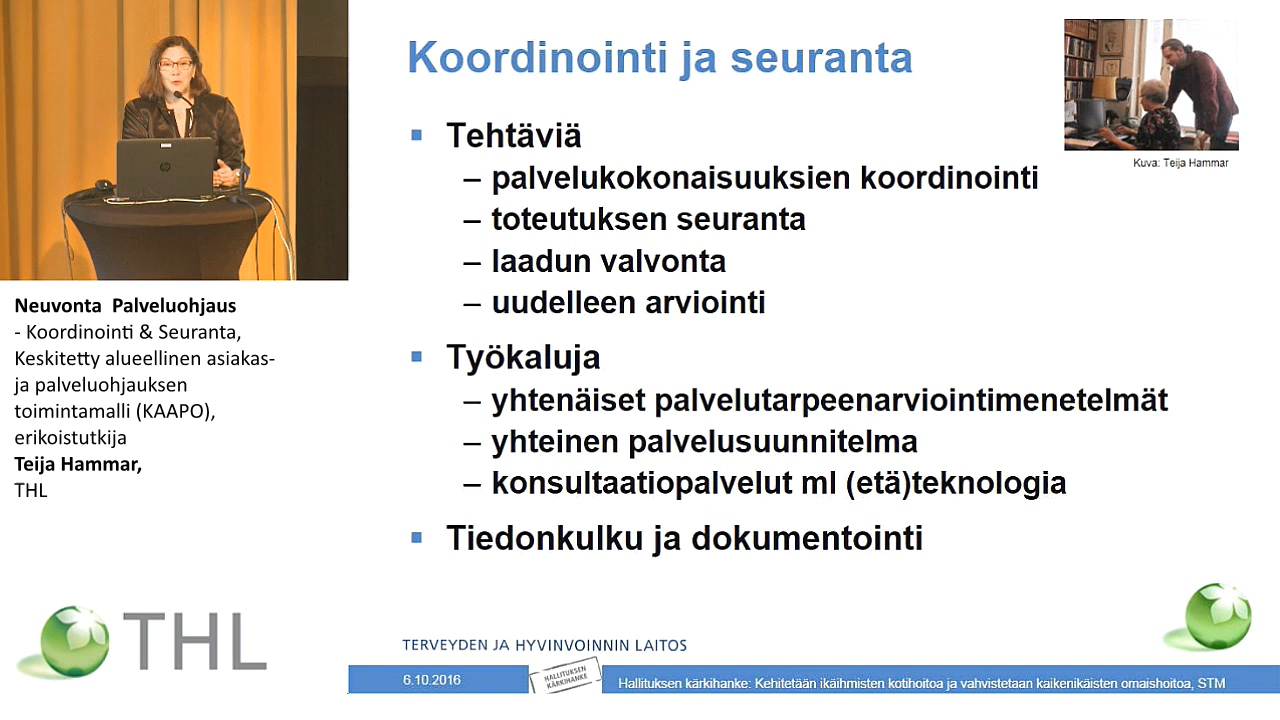 Koordinointi ja seuranta
Kuva: Teija Hammar
▪ Tehtäviä
– palvelukokonaisuuksien koordinointi
– toteutuksen seuranta
– laadun valvonta
– uudelleen arviointi
▪ Työkaluja
– yhtenäiset palvelutarpeenarviointimenetelmät
– yhteinen palvelusuunnitelma
– konsultaatiopalvelut ml (etä)teknologia
▪ Tiedonkulku ja dokumentointi
Neuvonta Palveluohjaus
- Koordinointi & Seuranta,
Keskitetty alueellinen asiakas-
ja palveluohjauksen
toimintamalli (KAAPO),
erikoistutkija
Teija Hammar,
THL
THL
TERVEYDEN JA HYVINVOINNIN LAITOS
6.10.2016
HALLITUKSEN
KÄRKIHANKE
Hallituksen kärkihanke: Kehitetään ikäihmisten kotihoitoa ja vahvistetaan kaikenikäisten omaishoitoa, STM
hp